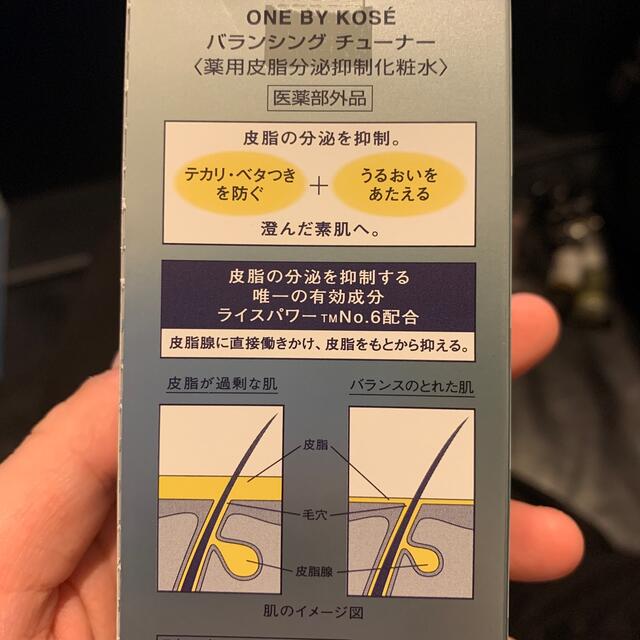 ONE BY KOSÉ
バランシング チューナー
〈薬用皮脂分泌抑制化粧水〉
医薬部外品
皮脂の分泌を抑制。
テカリ・ベタつき
を防ぐ
+
うるおいを
あたえる
澄んだ素肌へ。
皮脂の分泌を抑制する
唯一の有効成分
ライスパワー™No.6配合
皮脂腺に直接働きかけ、皮脂をもとから抑える。
皮脂が過剰な肌
バランスのとれた肌
皮脂
毛穴
皮脂腺
肌のイメージ図